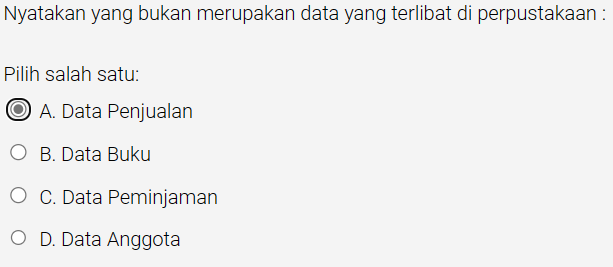 Nyatakan yang bukan merupakan data yang terlibat di perpustakaan :
Pilih salah satu:
A. Data Penjualan
B. Data Buku
C. Data Peminjaman
D. Data Anggota